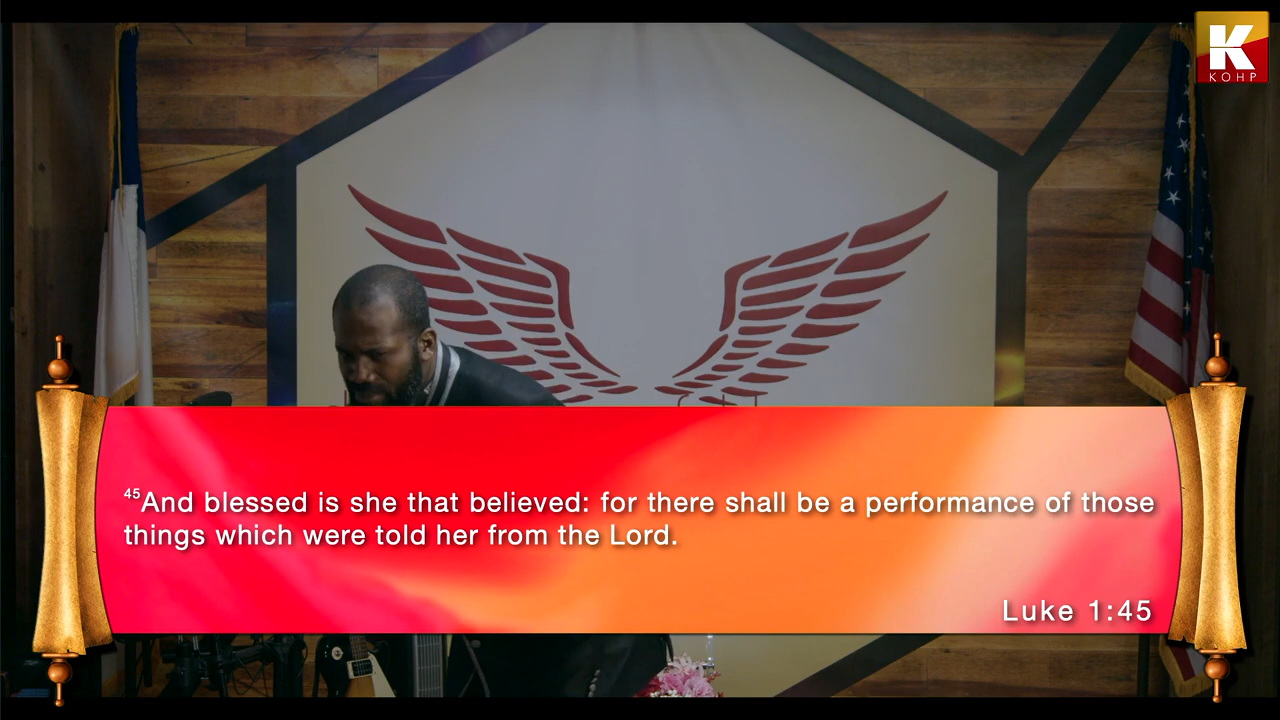 K
KOHP
45And blessed is she that believed: for there shall be a performance of those
things which were told her from the Lord.
Luke 1:45